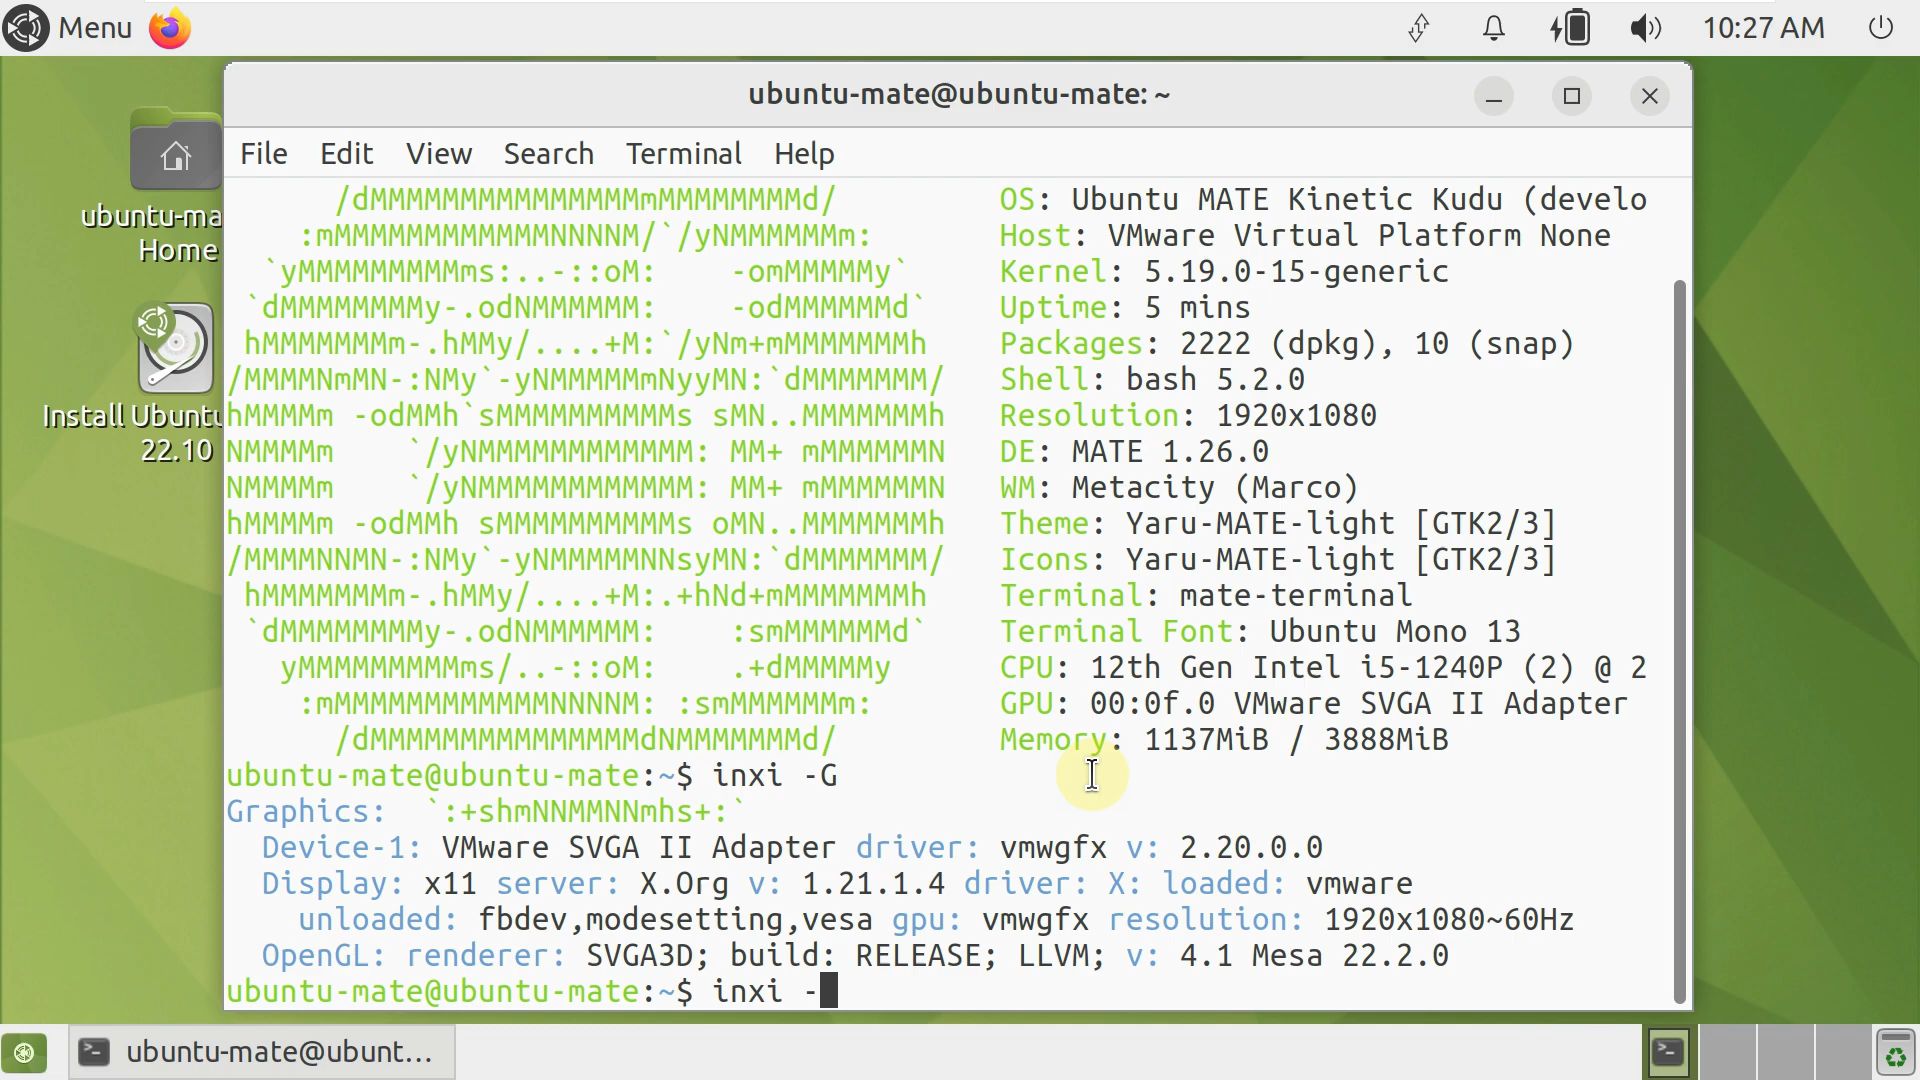 Menu
10:27 AM
ubuntu-mate@ubuntu-mate: ~
File Edit View Search Terminal Help
ubuntu-ma
Home
Install Ubuntu
22.10
/dMMMMMMMMMMMMMMMMmMMMMMMMMd/ OS: Ubuntu MATE Kinetic Kudu (develo
:mMMMMMMMMMMMMNNNNM/`/yNMMMMMMm: Host: VMware Virtual Platform None
`yMMMMMMMMMMms:..-::oM: -omMMMMMy` Kernel: 5.19.0-15-generic
`dMMMMMMMMy-.odNMMMMMM: -odMMMMMMd` Uptime: 5 mins
hMMMMMMMm-.hMMy/....+M:`/yNm+mMMMMMMMh Packages: 2222 (dpkg), 10 (snap)
/MMMMNmMN-:NMy`-yNMMMMMmNyyMN:`dMMMMMMM/ Shell: bash 5.2.0
hMMMMm -odMMh`sMMMMMMMMMMs sMN..MMMMMMMh Resolution: 1920x1080
NMMMMm `/yNMMMMMMMMMMMM: MM+ mMMMMMMN DE: MATE 1.26.0
NMMMMm `/yNMMMMMMMMMMMM: MM+ mMMMMMMN WM: Metacity (Marco)
hMMMMm -odMMh sMMMMMMMMMMs oMN..MMMMMMMh Theme: Yaru-MATE-light [GTK2/3]
/MMMMNNMN-:NMy`-yNMMMMMNNsyMN:`dMMMMMMM/ Icons: Yaru-MATE-light [GTK2/3]
hMMMMMMMm-.hMMy/....+M:.+hNd+mMMMMMMMh Terminal: mate-terminal
`dMMMMMMMMy-.odNMMMMMM: :smMMMMMMd` Terminal Font: Ubuntu Mono 13
yMMMMMMMMMms/..-::oM: .+dMMMMMy CPU: 12th Gen Intel i5-1240P (2) @ 2
:mMMMMMMMMMMMMNNNNM: :smMMMMMMm: GPU: 00:0f.0 VMware SVGA II Adapter
/dMMMMMMMMMMMMMMMdNMMMMMMMd/ Memory: 1137MiB / 3888MiB
ubuntu-mate@ubuntu-mate:~$ inxi -G
Graphics: `:+shmNNMMNNmhs+:`
Device-1: VMware SVGA II Adapter driver: vmwgfx v: 2.20.0.0
Display: x11 server: X.Org v: 1.21.1.4 driver: X: loaded: vmware
unloaded: fbdev,modesetting,vesa gpu: vmwgfx resolution: 1920x1080~60Hz
OpenGL: renderer: SVGA3D; build: RELEASE; LLVM; v: 4.1 Mesa 22.2.0
ubuntu-mate@ubuntu-mate:~$ inxi -
ubuntu-mate@ubunt...